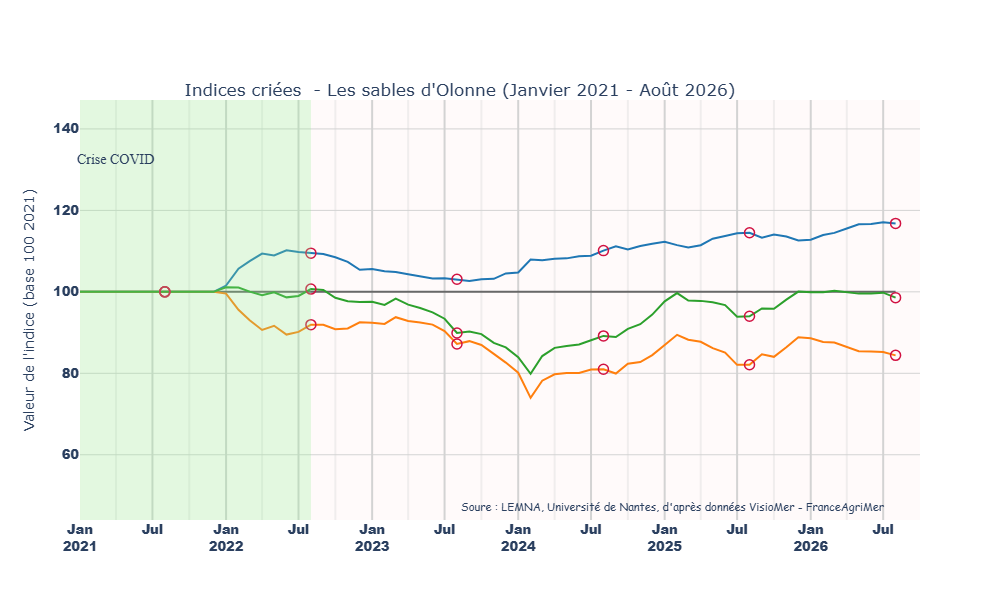 Indices criées  - Les sables d'Olonne (Janvier 2021 - Août 2026)
Valeur de l'indice (base 100 2021)
140
Crise COVID
120
100
80
60
Soure : LEMNA, Université de Nantes, d'après données VisioMer - FranceAgriMer
Jan Jul Jan Jul Jan Jul Jan Jul Jan Jul Jan Jul
2021 2022 2023 2024 2025 2026